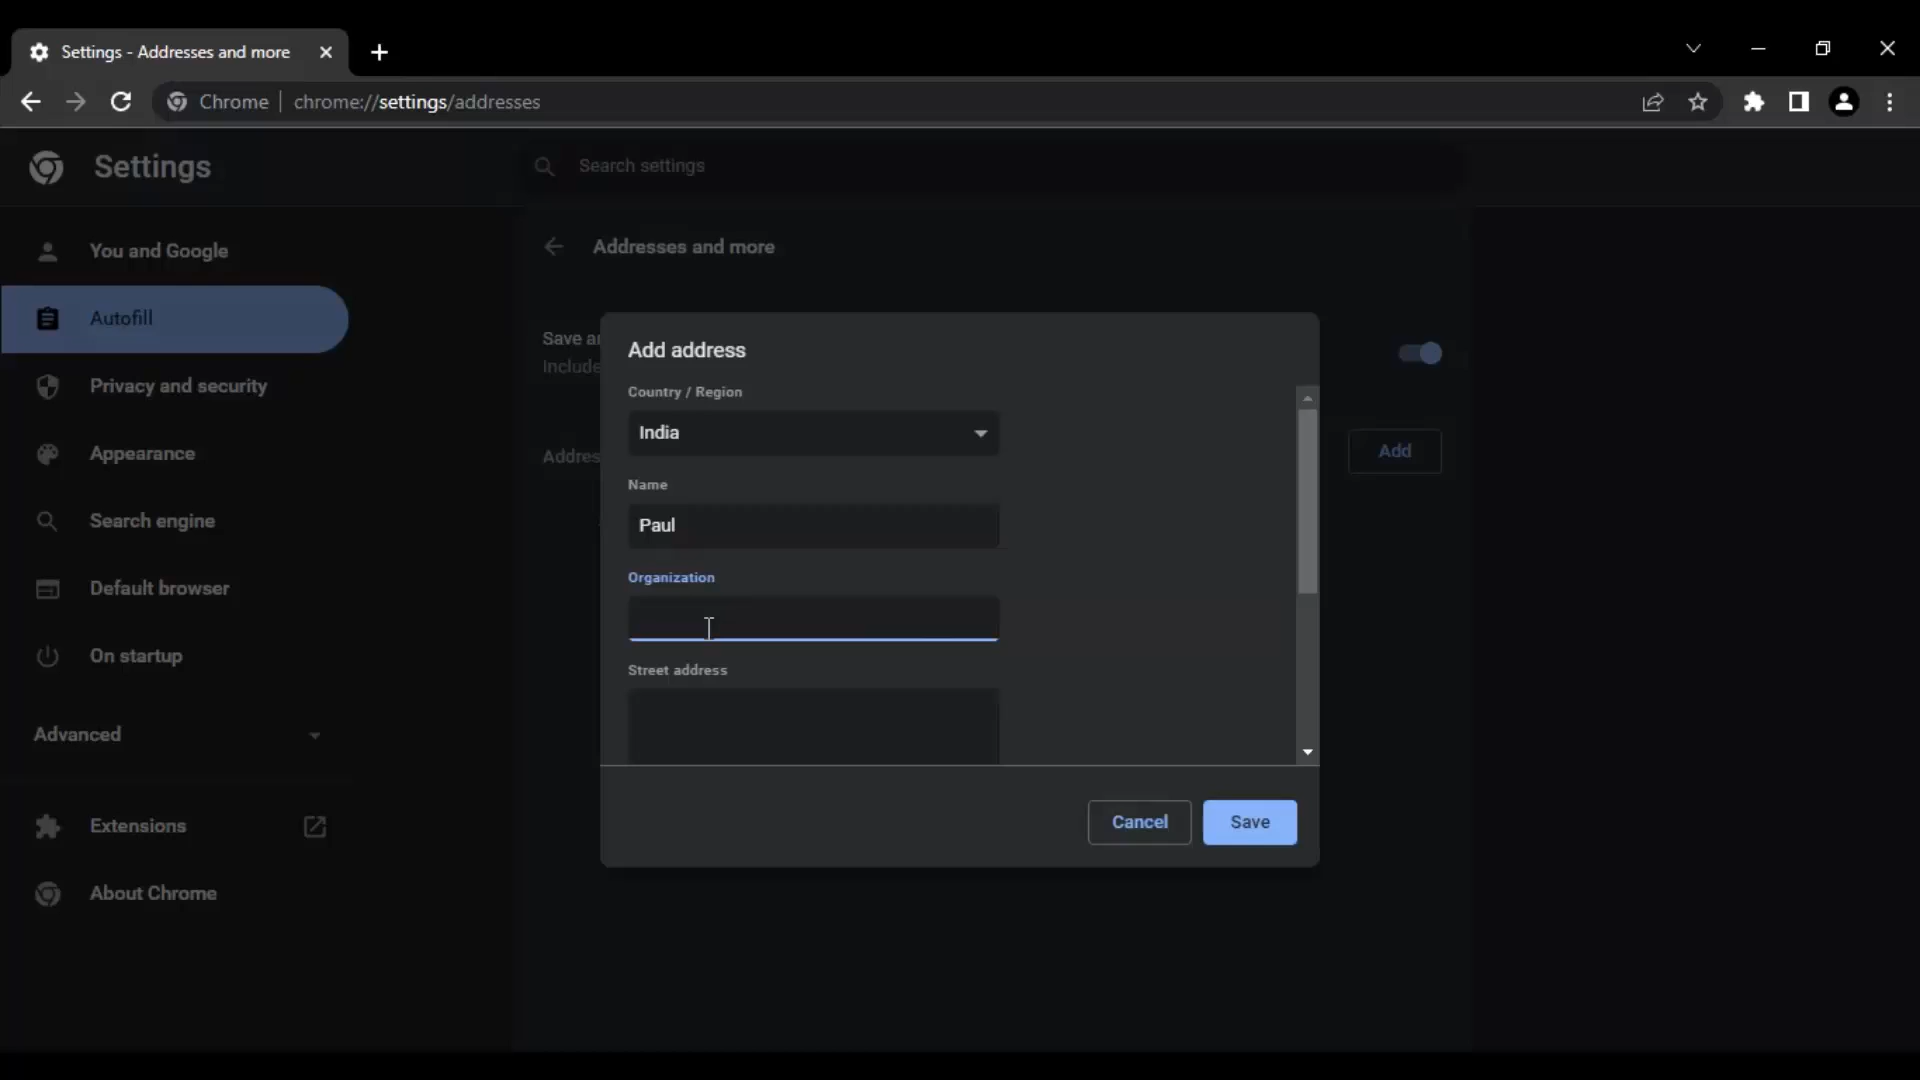 Settings - Addresses and more
Chrome
chrome://settings/addresses
Settings
Search settings
You and Google
Autofill
Privacy and security
Appearance
Search engine
Default browser
On startup
Advanced
Extensions
About Chrome
Addresses and more
Save an
Include
Addres
Add
Add address
Country / Region
India
Name
Paul
Organization
Street address
Cancel
Save